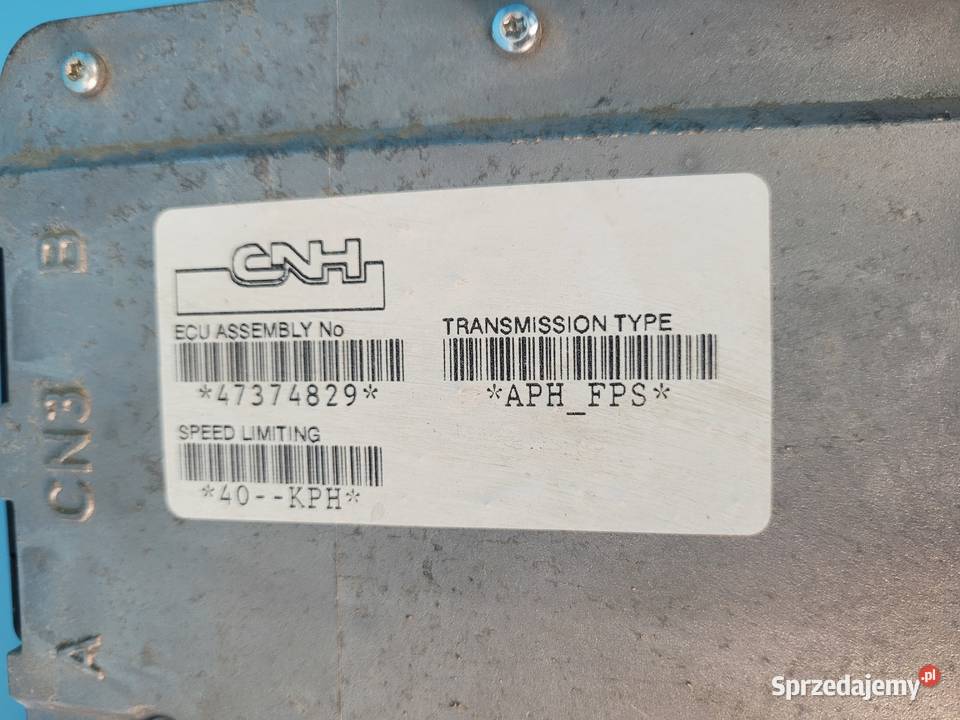 B
CN3
A
CNH
ECU ASSEMBLY No
*47374829*
SPEED LIMITING
*40--KPH*
TRANSMISSION TYPE
*APH_FPS*
Sprzedajemy.pl